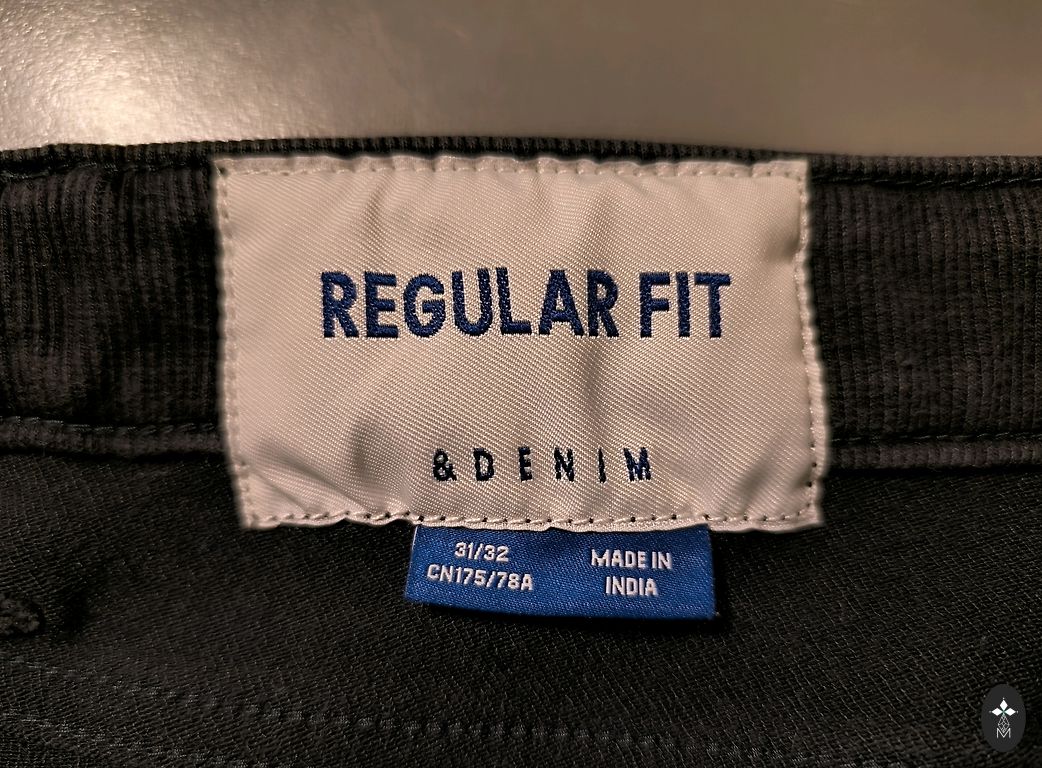 REGULAR FIT
& DENIM
31/32
CN175/78A
MADE IN
INDIA
M